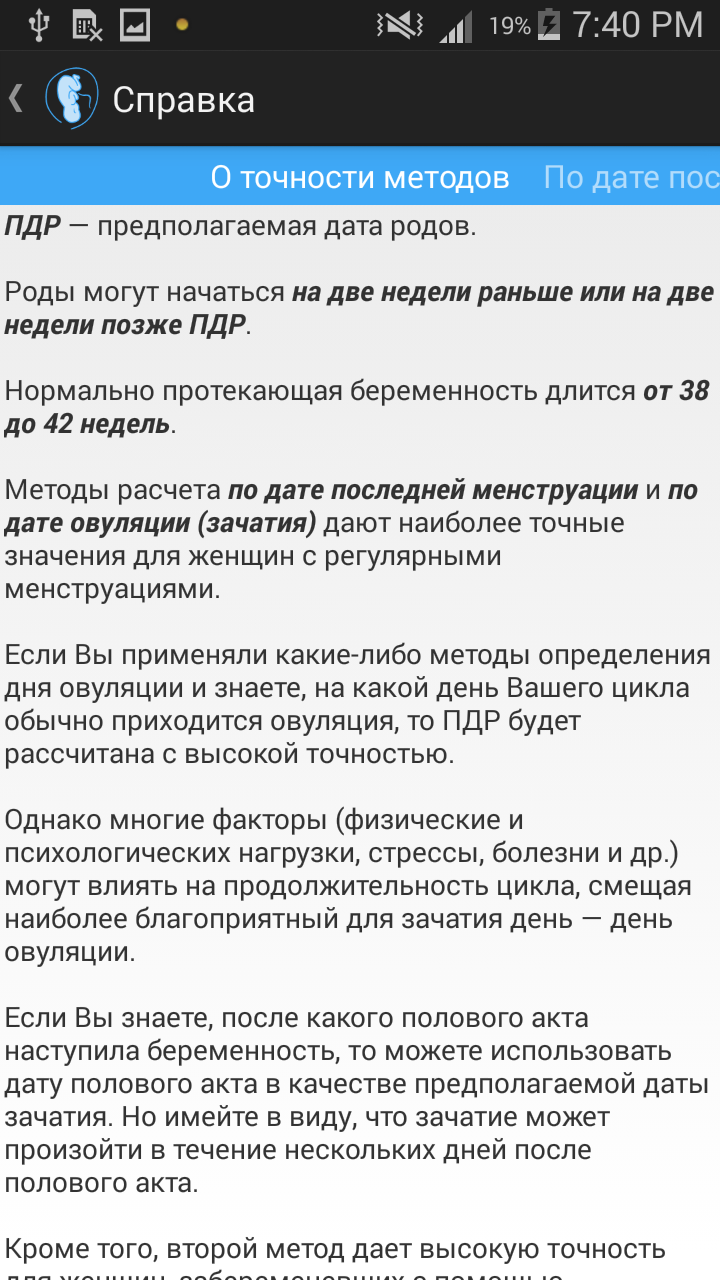 19% 7:40 PM
Справка
О точности методов По дате пос
ПДР — предполагаемая дата родов.
Роды могут начаться на две недели раньше или на две
недели позже ПДР.
Нормально протекающая беременность длится от 38
до 42 недель.
Методы расчета по дате последней менструации и по
дате овуляции (зачатия) дают наиболее точные
значения для женщин с регулярными
менструациями.
Если Вы применяли какие-либо методы определения
дня овуляции и знаете, на какой день Вашего цикла
обычно приходится овуляция, то ПДР будет
рассчитана с высокой точностью.
Однако многие факторы (физические и
психологических нагрузки, стрессы, болезни и др.)
могут влиять на продолжительность цикла, смещая
наиболее благоприятный для зачатия день — день
овуляции.
Если Вы знаете, после какого полового акта
наступила беременность, то можете использовать
дату полового акта в качестве предполагаемой даты
зачатия. Но имейте в виду, что зачатие может
произойти в течение нескольких дней после
полового акта.
Кроме того, второй метод дает высокую точность
для женщин, забеременевших с помощью